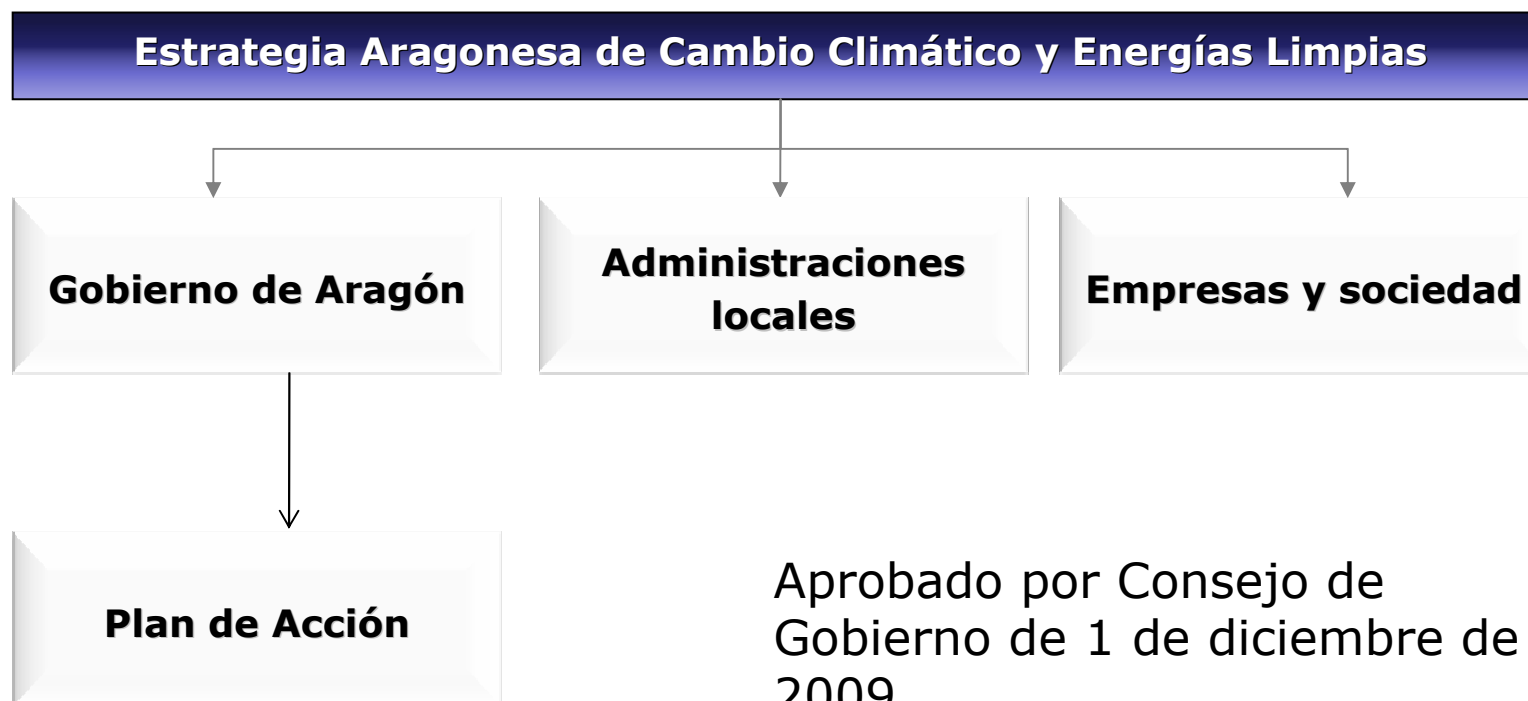 Estrategia Aragonesa de Cambio Climático y Energías Limpias
Gobierno de Aragón
Administraciones
locales
Empresas y sociedad
Plan de Acción
Aprobado por Consejo de
Gobierno de 1 de diciembre de
2009